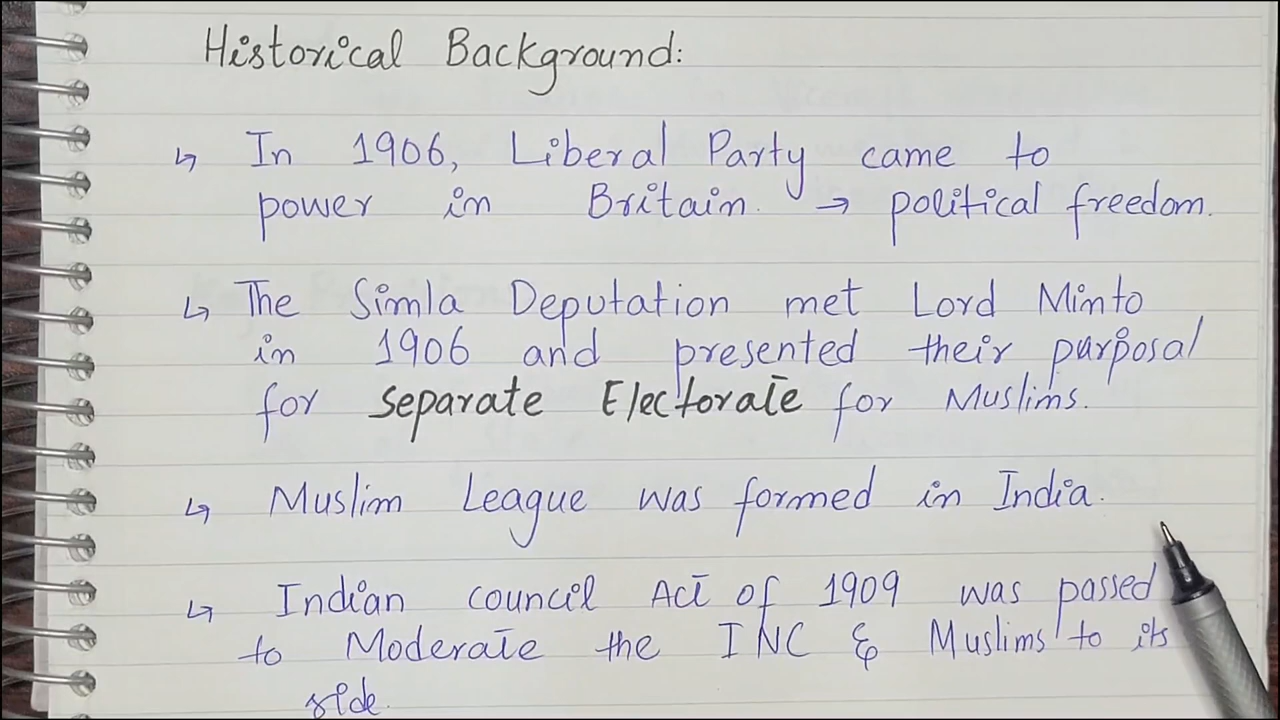 Historical Background:
↳ In 1906, Liberal Party came to
power in Britain. → political freedom.
↳ The Simla Deputation met Lord Minto
in 1906 and presented their purposal
for separate Electorate for Muslims.
↳ Muslim League was formed in India.
↳ Indian council Act of 1909 was passed
to Moderate the INC & Muslims to its
side.